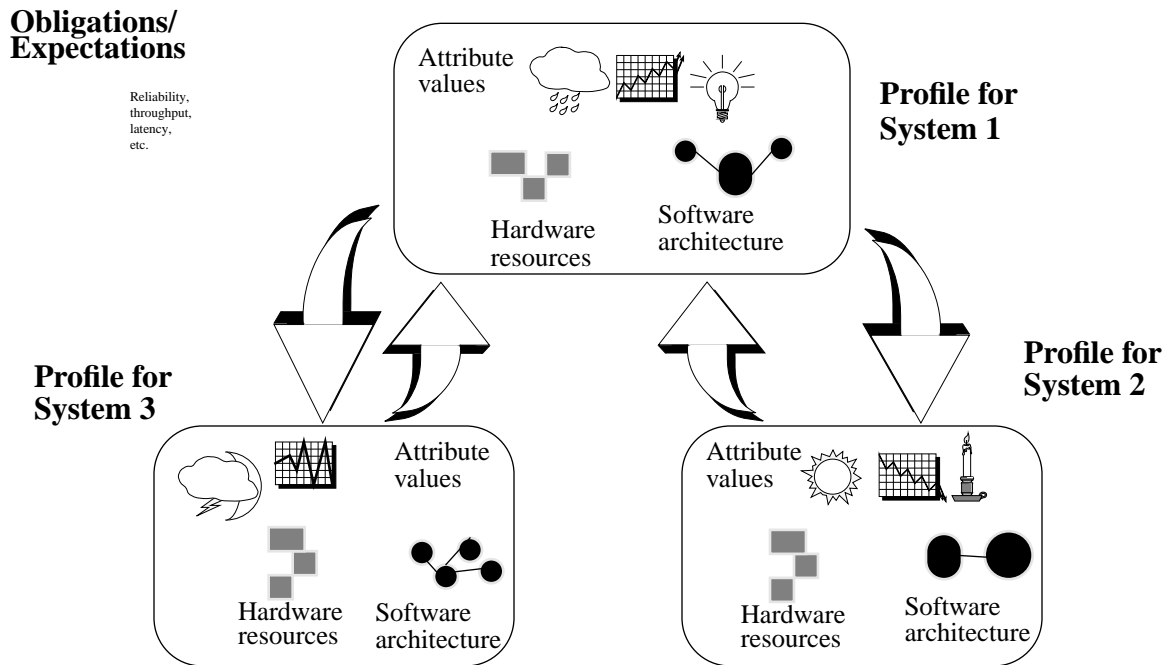 Obligations/
Expectations
Reliability,
throughput,
latency,
etc.
Attribute
values
Profile for
System 1
Hardware
resources
Software
architecture
Profile for
System 3
Profile for
System 2
Attribute
values
Hardware
resources
Software
architecture
Attribute
values
Hardware
resources
Software
architecture